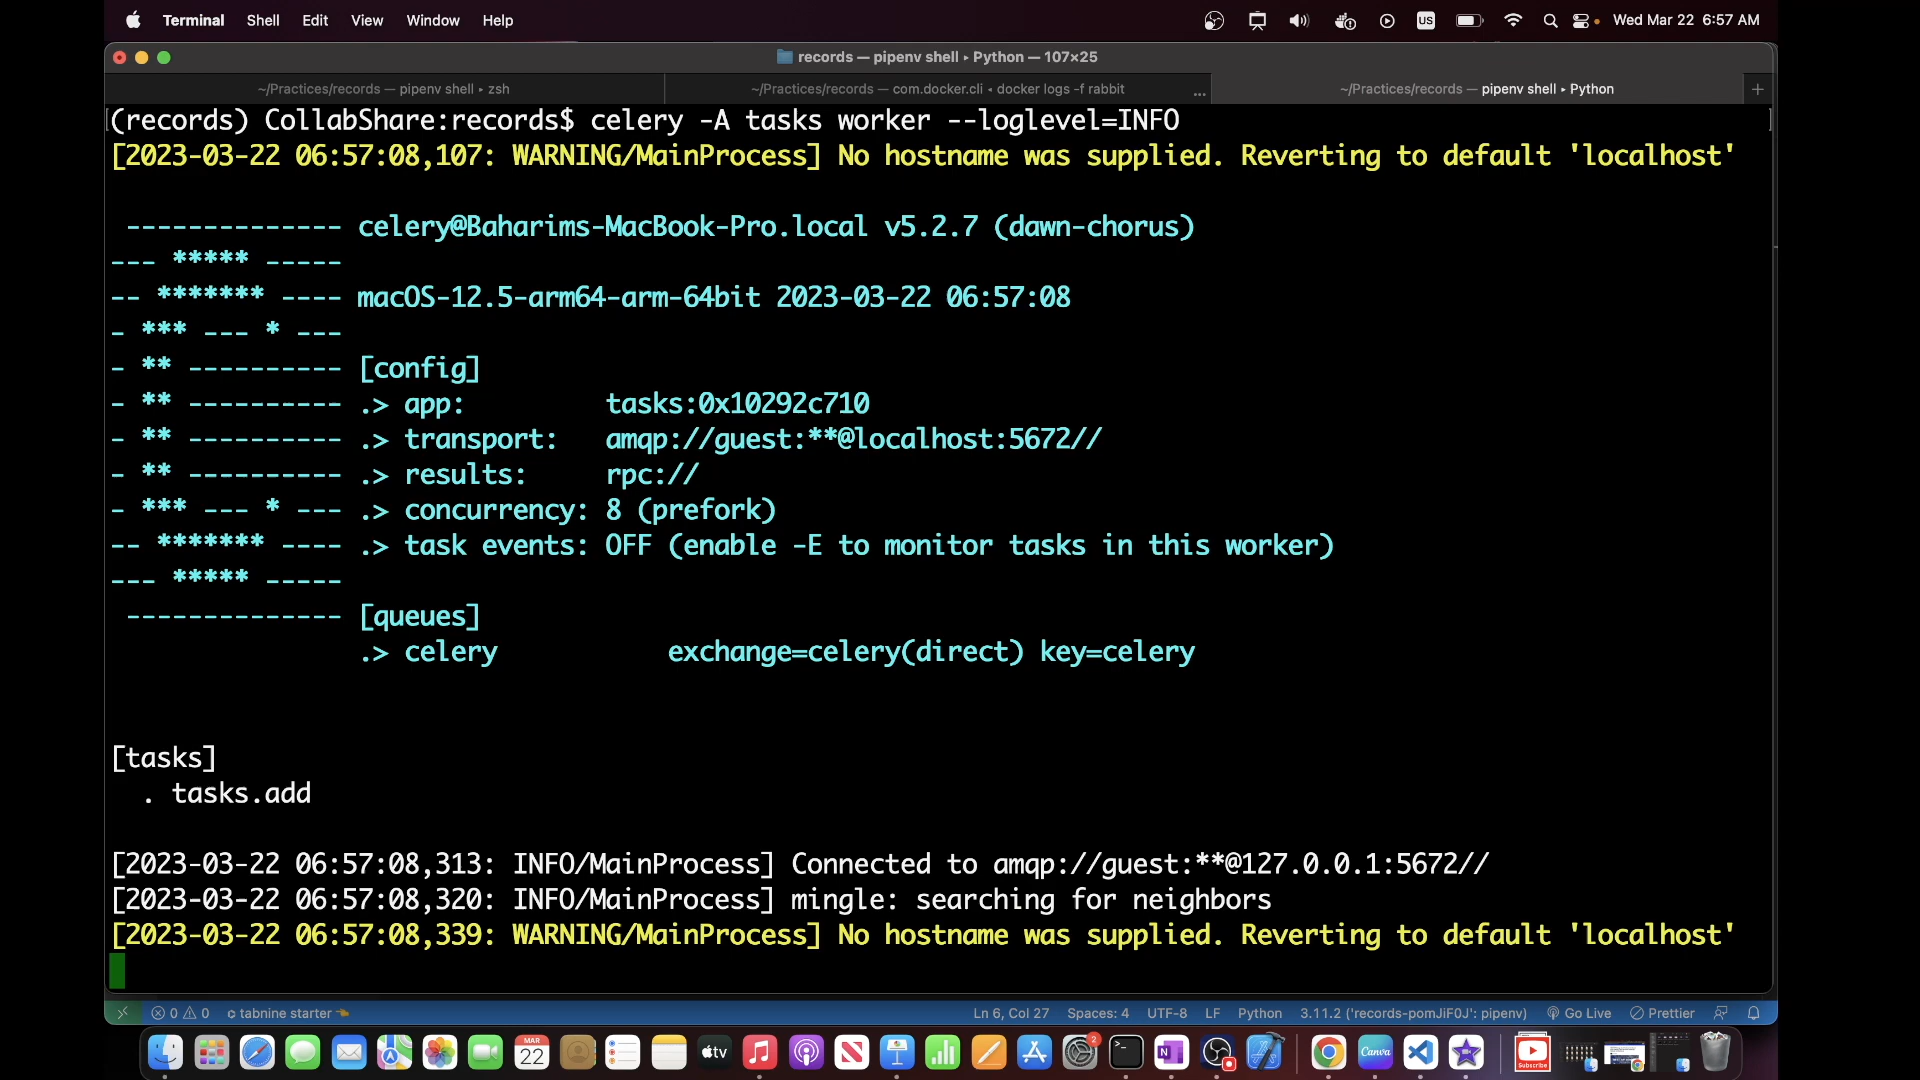 Terminal Shell Edit View Window Help US Wed Mar 22 6:57 AM
records — pipenv shell ▸ Python — 107×25
~/Practices/records — pipenv shell ▸ zsh ~/Practices/records — com.docker.cli ◂ docker logs -f rabbit ... ~/Practices/records — pipenv shell ▸ Python +
(records) CollabShare:records$ celery -A tasks worker --loglevel=INFO
[2023-03-22 06:57:08,107: WARNING/MainProcess] No hostname was supplied. Reverting to default 'localhost'
-------------- celery@Baharims-MacBook-Pro.local v5.2.7 (dawn-chorus)
--- ***** -----
-- ******* ---- macOS-12.5-arm64-arm-64bit 2023-03-22 06:57:08
- *** --- * ---
- ** ---------- [config]
- ** ---------- .> app: tasks:0x10292c710
- ** ---------- .> transport: amqp://guest:**@localhost:5672//
- ** ---------- .> results: rpc://
- *** --- * --- .> concurrency: 8 (prefork)
-- ******* ---- .> task events: OFF (enable -E to monitor tasks in this worker)
--- ***** -----
-------------- [queues]
.> celery exchange=celery(direct) key=celery
[tasks]
. tasks.add
[2023-03-22 06:57:08,313: INFO/MainProcess] Connected to amqp://guest:**@127.0.0.1:5672//
[2023-03-22 06:57:08,320: INFO/MainProcess] mingle: searching for neighbors
[2023-03-22 06:57:08,339: WARNING/MainProcess] No hostname was supplied. Reverting to default 'localhost'
0 0 tabnine starter Ln 6, Col 27 Spaces: 4 UTF-8 LF Python 3.11.2 ('records-pomJiF0J': pipenv) Go Live Prettier
MAR 22 tv 2 >_ N Canva Subscribe